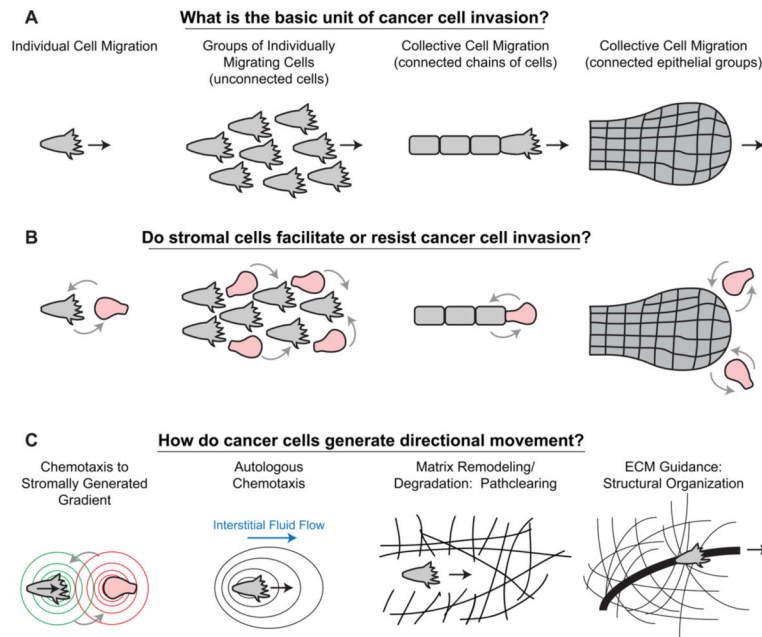 A
What is the basic unit of cancer cell invasion?
Individual Cell Migration
Groups of Individually
Migrating Cells
(unconnected cells)
Collective Cell Migration
(connected chains of cells)
Collective Cell Migration
(connected epithelial groups)
B
Do stromal cells facilitate or resist cancer cell invasion?
C
How do cancer cells generate directional movement?
Chemotaxis to
Stromally Generated
Gradient
Autologous
Chemotaxis
Matrix Remodeling/
Degradation: Pathclearing
ECM Guidance:
Structural Organization
Interstitial Fluid Flow